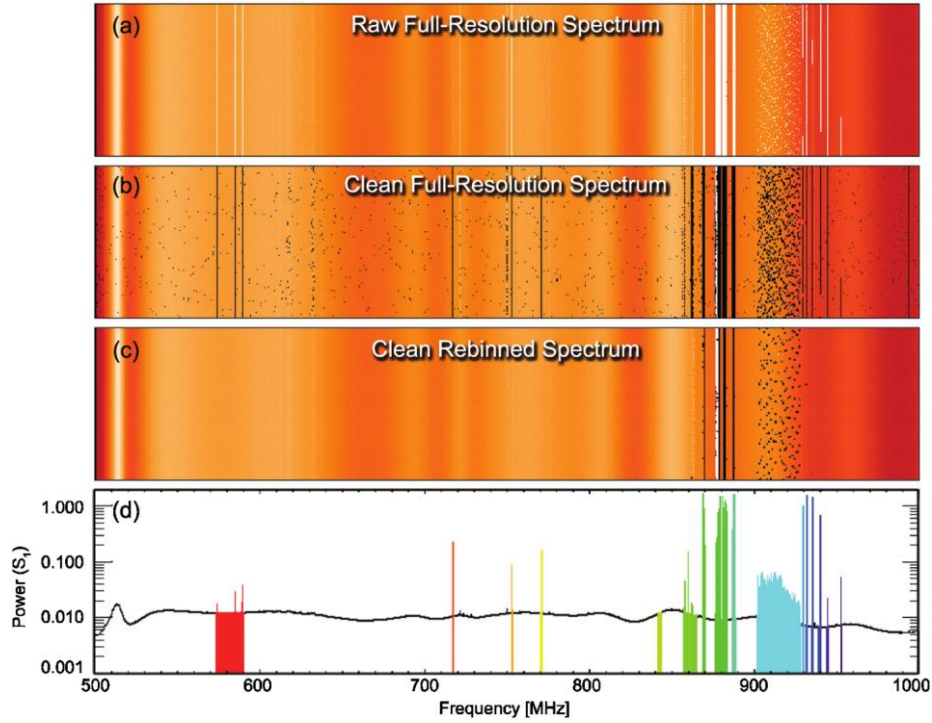 (a)
Raw Full-Resolution Spectrum
(b)
Clean Full-Resolution Spectrum
(c)
Clean Rebinned Spectrum
(d)
1.000
0.100
0.010
0.001
Power (S₁)
500
600
700
800
900
1000
Frequency [MHz]